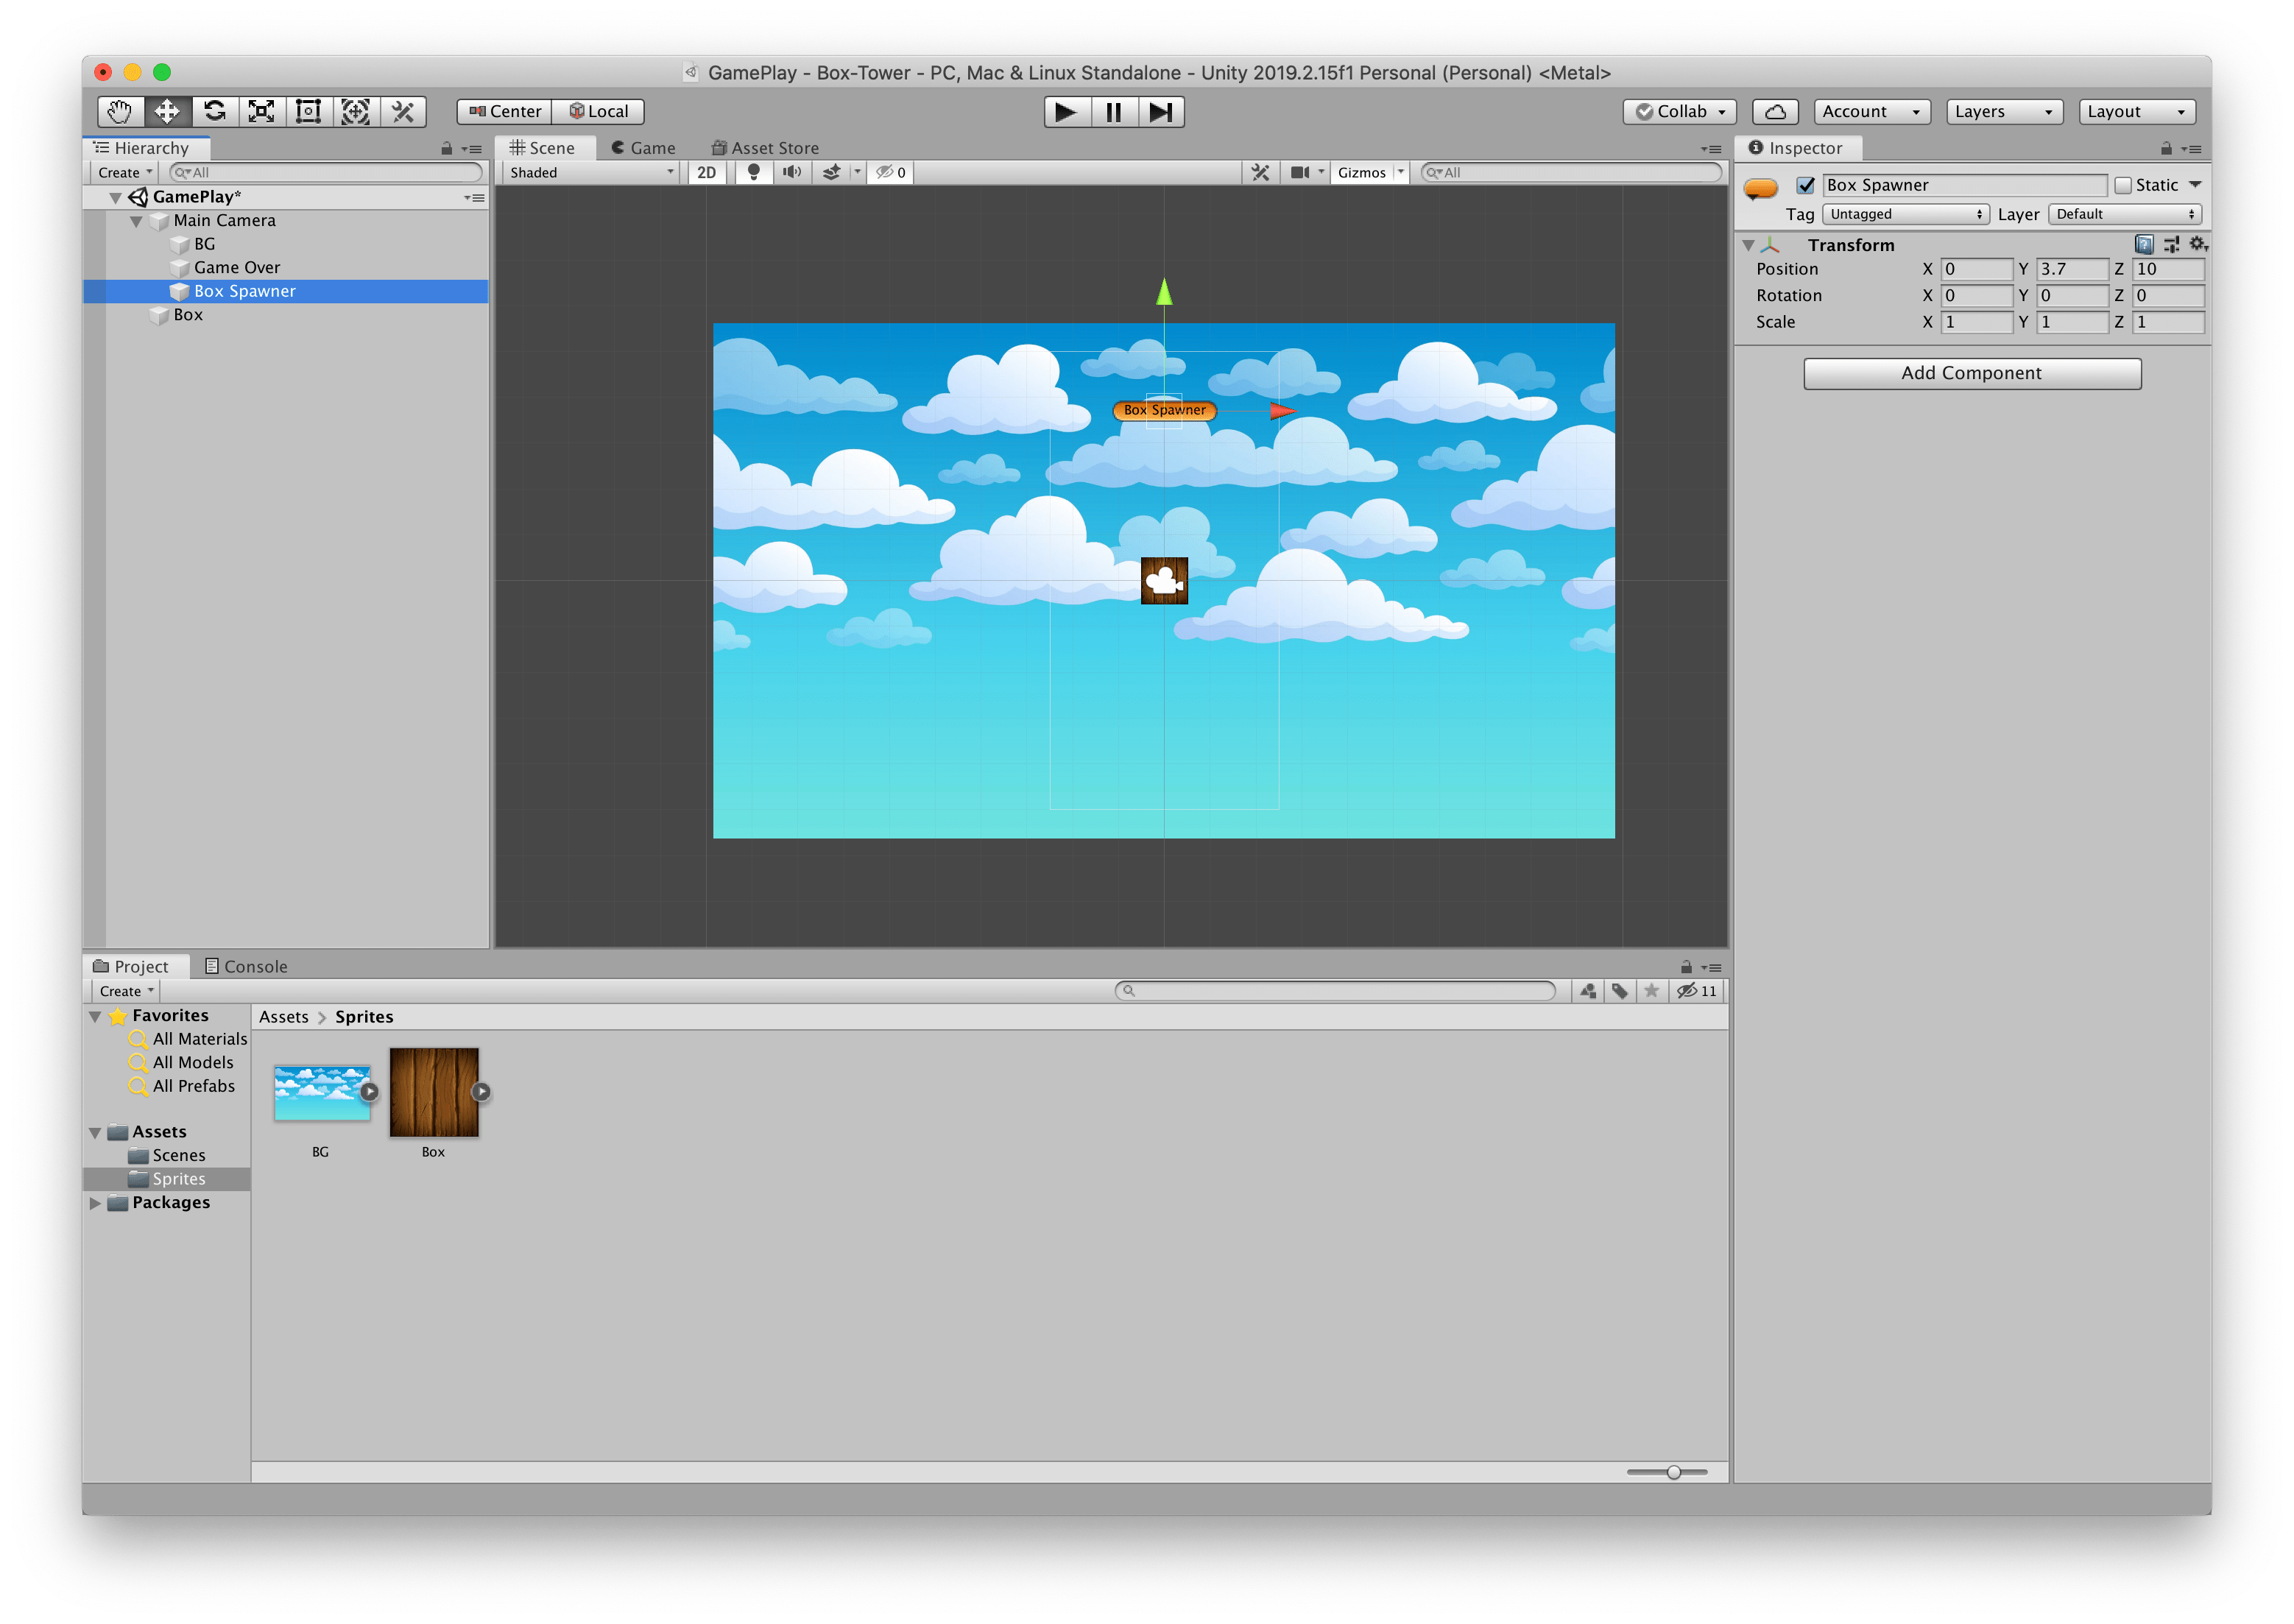 GamePlay - Box-Tower - PC, Mac & Linux Standalone - Unity 2019.2.15f1 Personal (Personal) <Metal>
Center Local Collab Account Layers Layout
Hierarchy
Create All
GamePlay*
Main Camera
BG
Game Over
Box Spawner
Box
Scene Game Asset Store
Shaded 2D 0 Gizmos All
Box Spawner
Inspector
Box Spawner Static
Tag Untagged Layer Default
Transform
Position X 0 Y 3.7 Z 10
Rotation X 0 Y 0 Z 0
Scale X 1 Y 1 Z 1
Add Component
Project Console
Create 11
Favorites
All Materials
All Models
All Prefabs
Assets
Scenes
Sprites
Packages
Assets > Sprites
BG Box